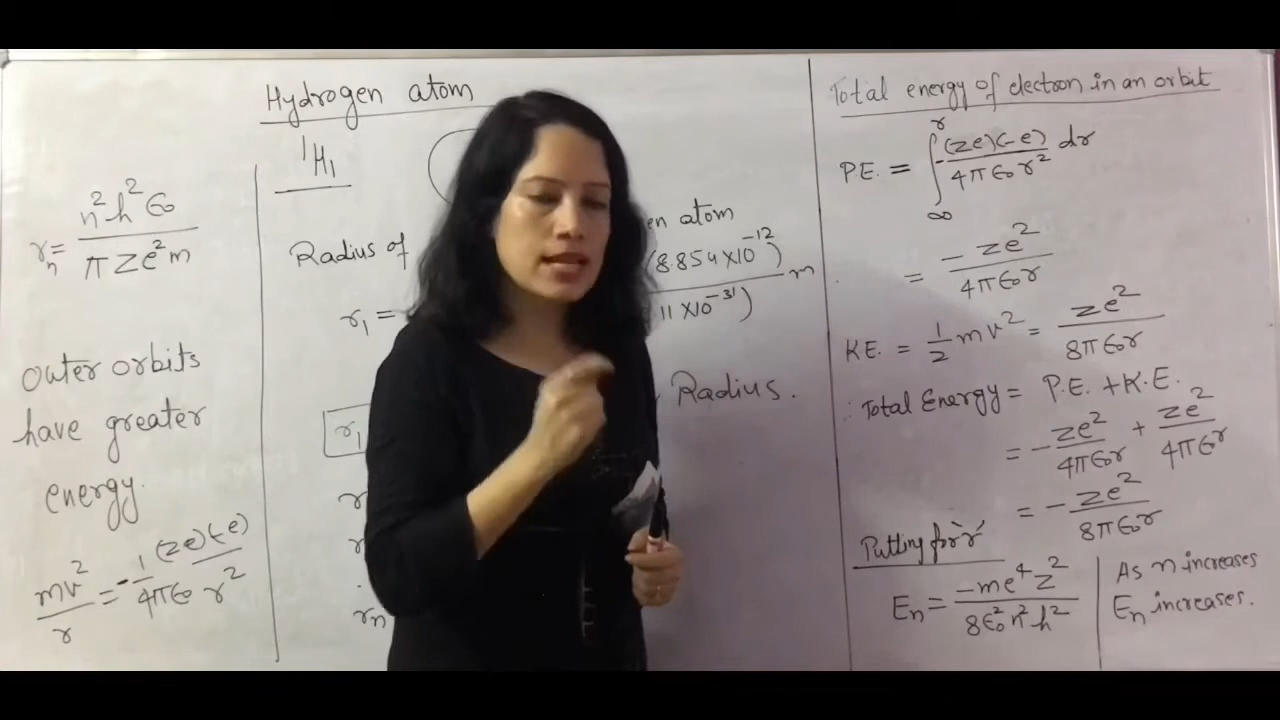 Hydrogen atom
¹H₁
rₙ = n²h²ϵ₀ / πZe²m
Outer orbits
have greater
energy.
mv²/r = -1/4πϵ₀ (Ze)(-e)/r²
Radius of en atom
r₁ = (8.854×10⁻¹²) / 11×10⁻³¹) m
Radius.
r₁
r
r
rₙ
Total energy of electron in an orbit
P.E. = ∫∞^r -(Ze)(-e)/4πϵ₀r² dr
= -Ze²/4πϵ₀r
K.E. = 1/2 mv² = Ze²/8πϵ₀r
∴ Total Energy = P.E. + K.E.
= -Ze²/4πϵ₀r + Ze²/4πϵ₀r
= -Ze²/8πϵ₀r
Putting for 'r'
Eₙ = -me⁴Z²/8ϵ₀²n²h²
As n increases
Eₙ increases.